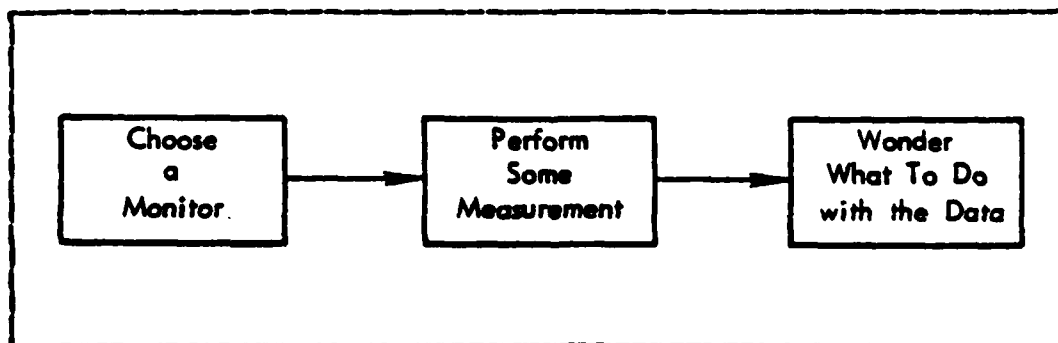 Choose
a
Monitor.
Perform
Some
Measurement
Wonder
What To Do
with the Data